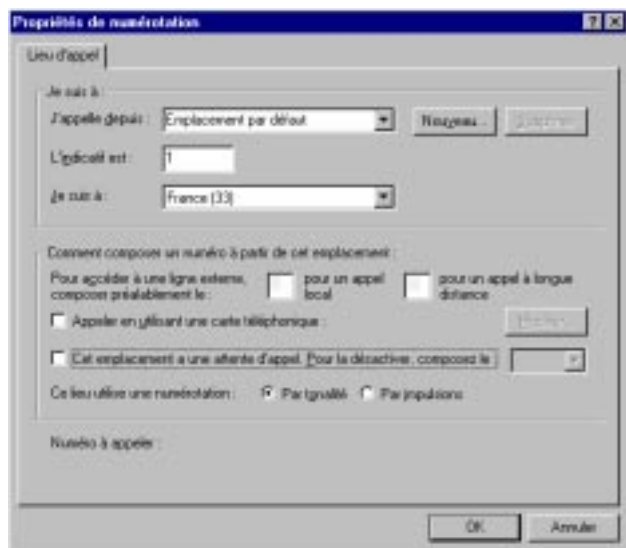 Propriétés de numérotation
Lieu d'appel
Je suis à :
J'appelle depuis : Emplacement par défaut Nouveau...
L'indicatif est : 1
Je suis à : France (33)
Comment composer un numéro à partir de cet emplacement :
Pour accéder à une ligne externe, pour un appel pour un appel à longue
composer préalablement le : local distance
Appeler en utilisant une carte téléphonique :
Cet emplacement a une attente d'appel. Pour la désactiver, composez le :
Ce lieu utilise une numérotation : Par tonalité Par impulsions
Numéro à appeler :
OK Annuler